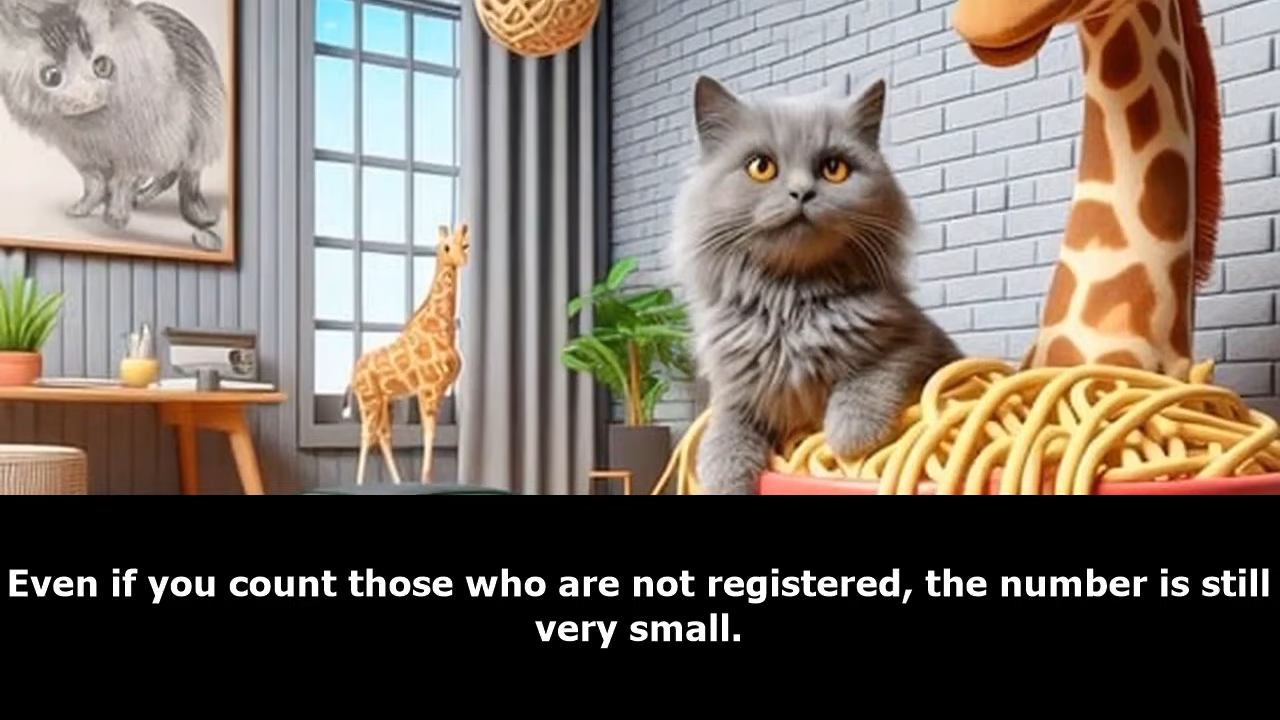 Even if you count those who are not registered, the number is still
very small.